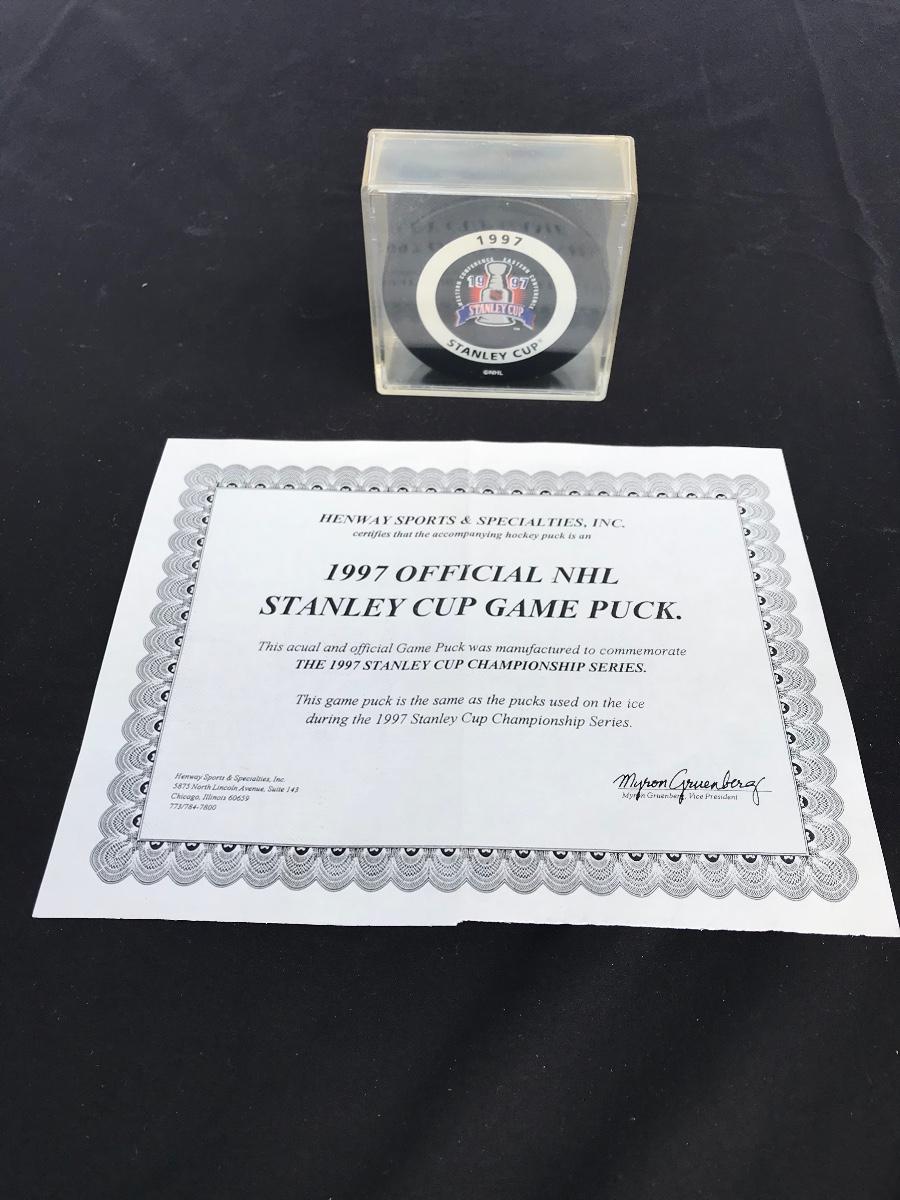 1997
WESTERN CONFERENCE EASTERN CONFERENCE
19 97
STANLEY CUP
TM
STANLEY CUP
©NHL
HENWAY SPORTS & SPECIALTIES, INC.
certifies that the accompanying hockey puck is an
1997 OFFICIAL NHL
STANLEY CUP GAME PUCK.
This acual and official Game Puck was manufactured to commemorate
THE 1997 STANLEY CUP CHAMPIONSHIP SERIES.
This game puck is the same as the pucks used on the ice
during the 1997 Stanley Cup Championship Series.
Henway Sports & Specialties, Inc.
5875 North Lincoln Avenue, Suite 143
Chicago, Illinois 60659
773/784-7800
Myron Gruenberg
Myron Gruenberg, Vice President